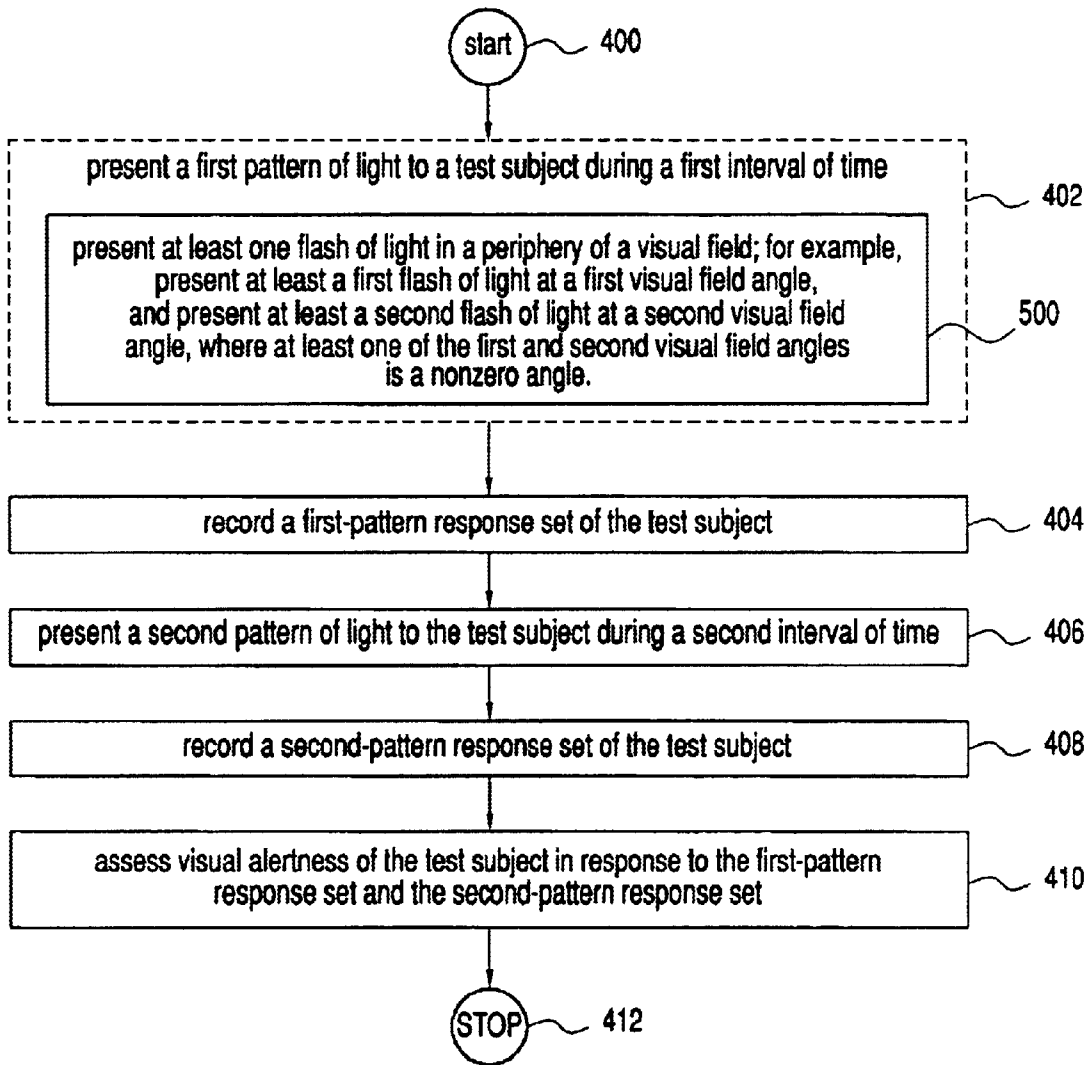 start
400
present a first pattern of light to a test subject during a first interval of time
402
present at least one flash of light in a periphery of a visual field; for example,
present at least a first flash of light at a first visual field angle,
and present at least a second flash of light at a second visual field
angle, where at least one of the first and second visual field angles
is a nonzero angle.
500
record a first-pattern response set of the test subject
404
present a second pattern of light to the test subject during a second interval of time
406
record a second-pattern response set of the test subject
408
assess visual alertness of the test subject in response to the first-pattern
response set and the second-pattern response set
410
STOP
412